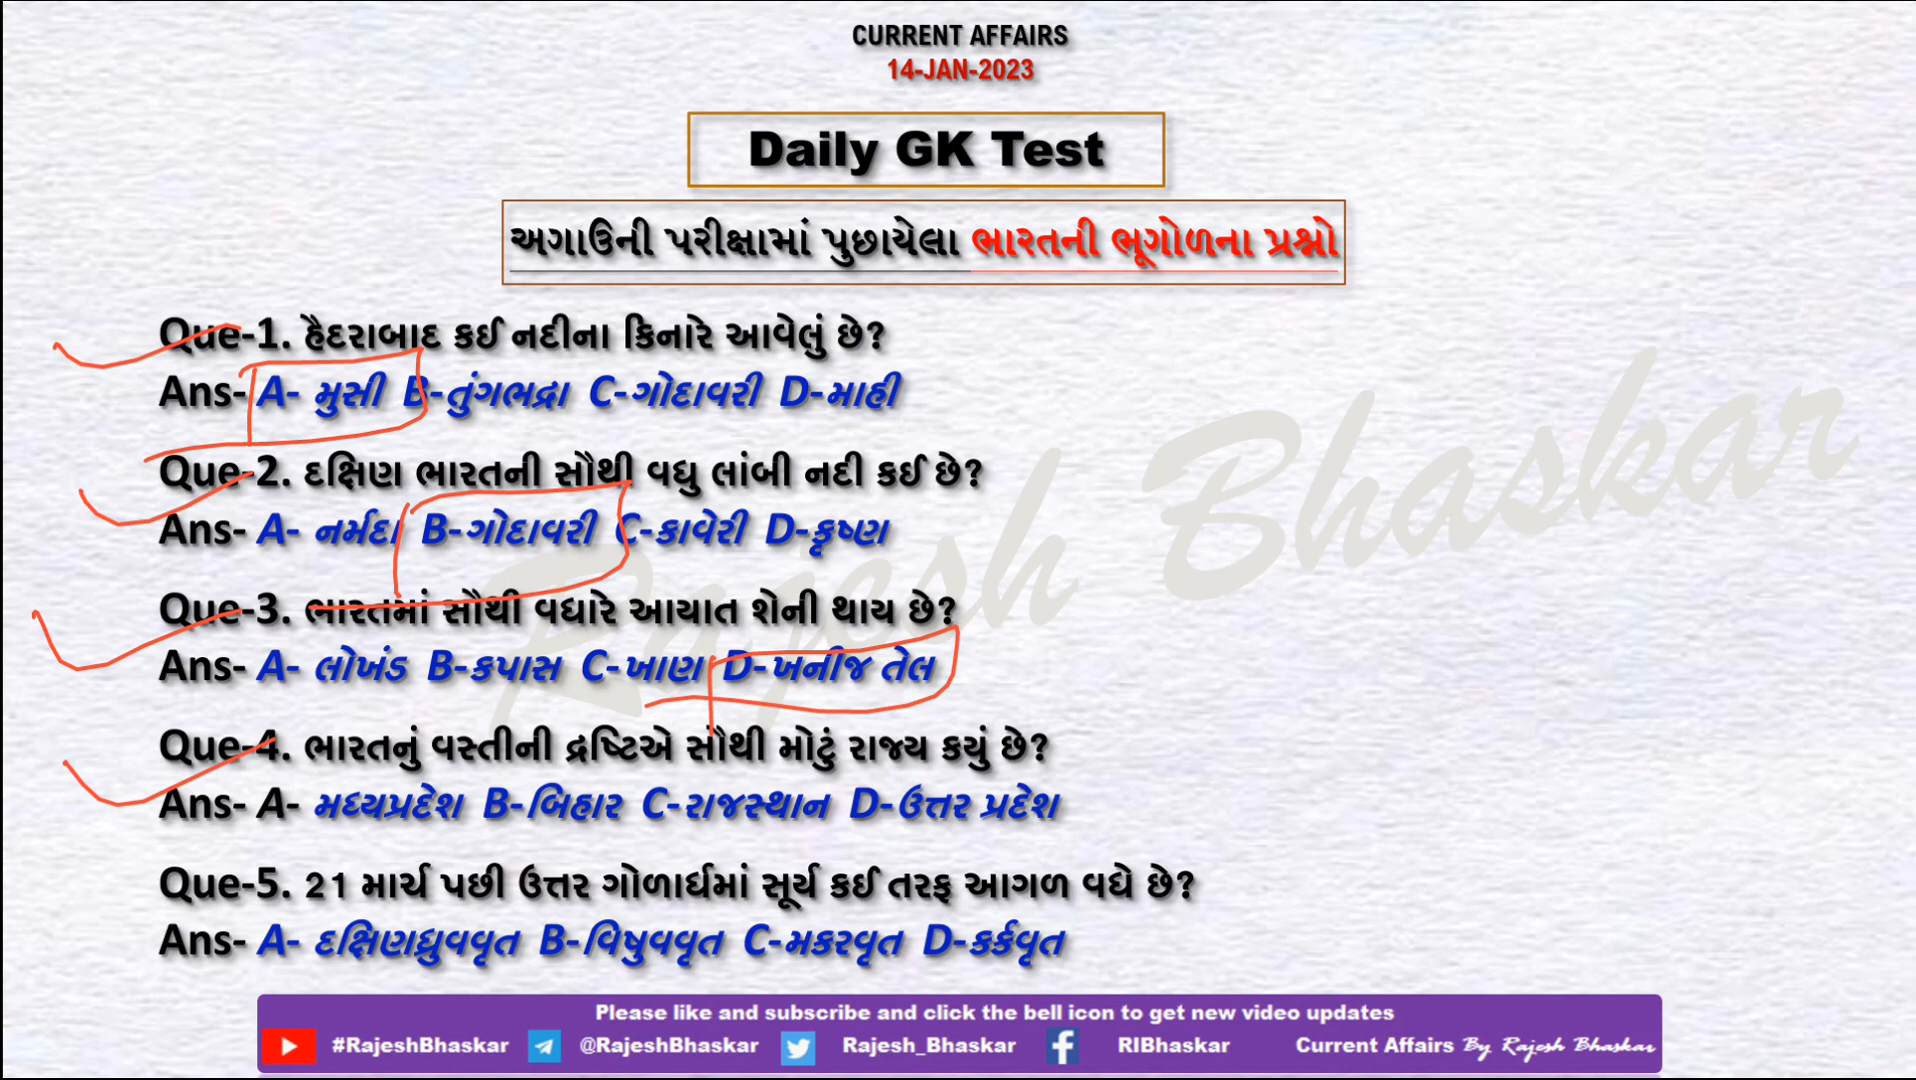 CURRENT AFFAIRS
14-JAN-2023
Daily GK Test
અગાઉની પરીક્ષામાં પુછાયેલા ભારતની ભૂગોળના પ્રશ્નો
Que-1. હૈદરાબાદ કઈ નદીના કિનારે આવેલું છે?
Ans- A- મુસી B-તુંગભદ્રા C-ગોદાવરી D-માહી
Que-2. દક્ષિણ ભારતની સૌથી વધુ લાંબી નદી કઈ છે?
Ans- A- નર્મદા B-ગોદાવરી C-કાવેરી D-કૃષ્ણ
Que-3. ભારતમાં સૌથી વધારે આયાત શેની થાય છે?
Ans- A- લોખંડ B-કપાસ C-ખાણ D-ખનીજ તેલ
Que-4. ભારતનું વસ્તીની દ્રષ્ટિએ સૌથી મોટું રાજ્ય કયું છે?
Ans- A- મધ્યપ્રદેશ B-બિહાર C-રાજસ્થાન D-ઉત્તર પ્રદેશ
Que-5. 21 માર્ચ પછી ઉત્તર ગોળાર્ધમાં સૂર્ય કઈ તરફ આગળ વધે છે?
Ans- A- દક્ષિણધ્રુવવૃત B-વિષુવવૃત C-મકરવૃત D-કર્કવૃત
Rajesh Bhaskar
Please like and subscribe and click the bell icon to get new video updates
#RajeshBhaskar @RajeshBhaskar Rajesh_Bhaskar RIBhaskar Current Affairs By Rajesh Bhaskar